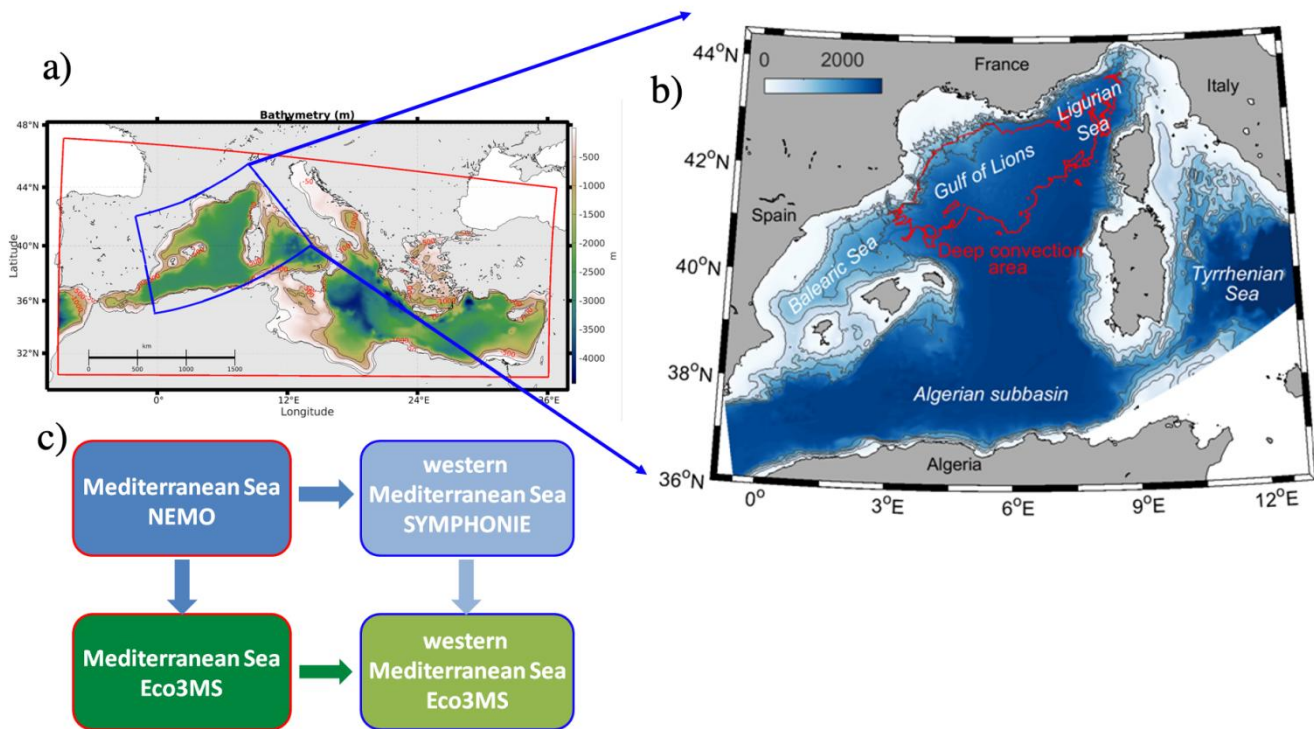 a)
Bathymetry (m)
48°N
44°N
40°N
36°N
32°N
Latitude
km
0 500 1000 1500
0°E 12°E 24°E 36°E
Longitude
-500
-1000
-1500
-2000
-2500
-3000
-3500
-4000
m
b)
0 2000
France
Italy
Spain
Algeria
Ligurian
Sea
Gulf of Lions
Deep convection
area
Balearic Sea
Tyrrhenian
Sea
Algerian subbasin
44°N
42°N
40°N
38°N
36°N
0° 3°E 6°E 9°E 12°E
c)
Mediterranean Sea
NEMO
western
Mediterranean Sea
SYMPHONIE
Mediterranean Sea
Eco3MS
western
Mediterranean Sea
Eco3MS